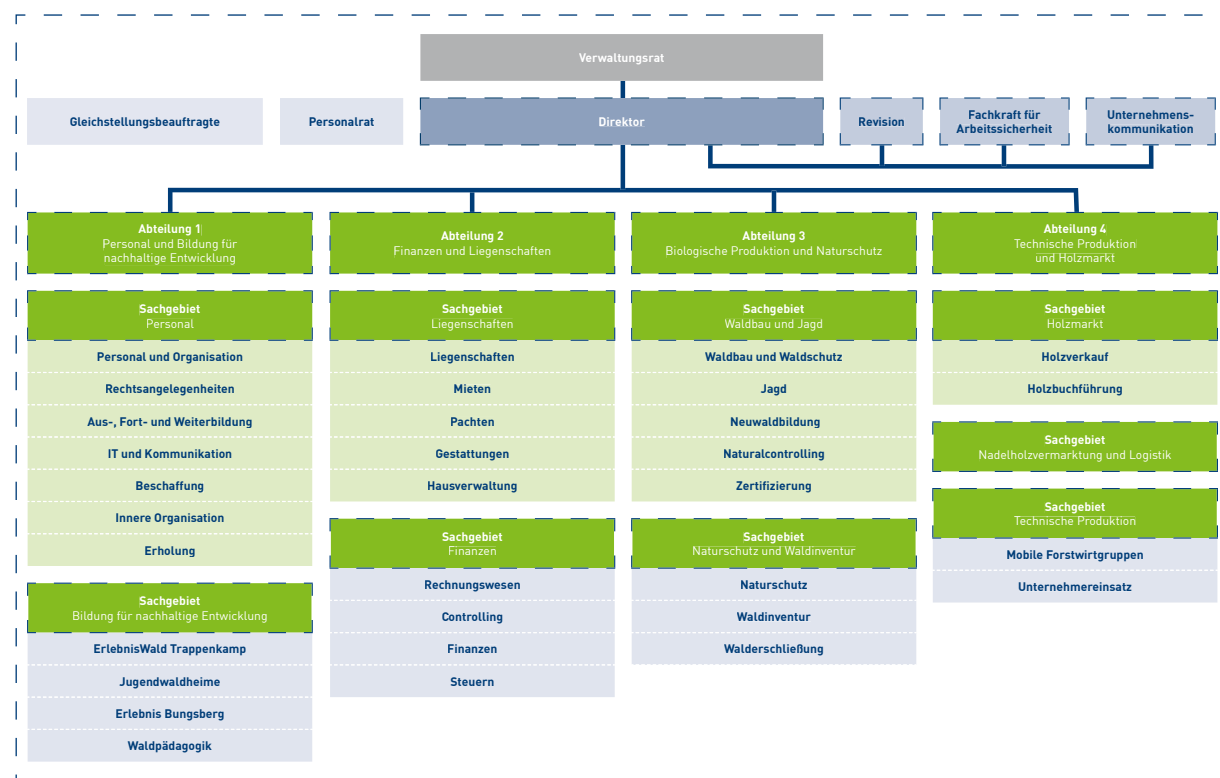 Verwaltungsrat
Gleichstellungsbeauftragte
Personalrat
Direktor
Revision
Fachkraft für
Arbeitssicherheit
Unternehmens-
kommunikation
Abteilung 1
Personal und Bildung für
nachhaltige Entwicklung
Sachgebiet
Personal
Personal und Organisation
Rechtsangelegenheiten
Aus-, Fort- und Weiterbildung
IT und Kommunikation
Beschaffung
Innere Organisation
Erholung
Sachgebiet
Bildung für nachhaltige Entwicklung
ErlebnisWald Trappenkamp
Jugendwaldheime
Erlebnis Bungsberg
Waldpädagogik
Abteilung 2
Finanzen und Liegenschaften
Sachgebiet
Liegenschaften
Liegenschaften
Mieten
Pachten
Gestattungen
Hausverwaltung
Sachgebiet
Finanzen
Rechnungswesen
Controlling
Finanzen
Steuern
Abteilung 3
Biologische Produktion und Naturschutz
Sachgebiet
Waldbau und Jagd
Waldbau und Waldschutz
Jagd
Neuwaldbildung
Naturalcontrolling
Zertifizierung
Sachgebiet
Naturschutz und Waldinventur
Naturschutz
Waldinventur
Walderschließung
Abteilung 4
Technische Produktion
und Holzmarkt
Sachgebiet
Holzmarkt
Holzverkauf
Holzbuchführung
Sachgebiet
Nadelholzvermarktung und Logistik
Sachgebiet
Technische Produktion
Mobile Forstwirtgruppen
Unternehmereinsatz